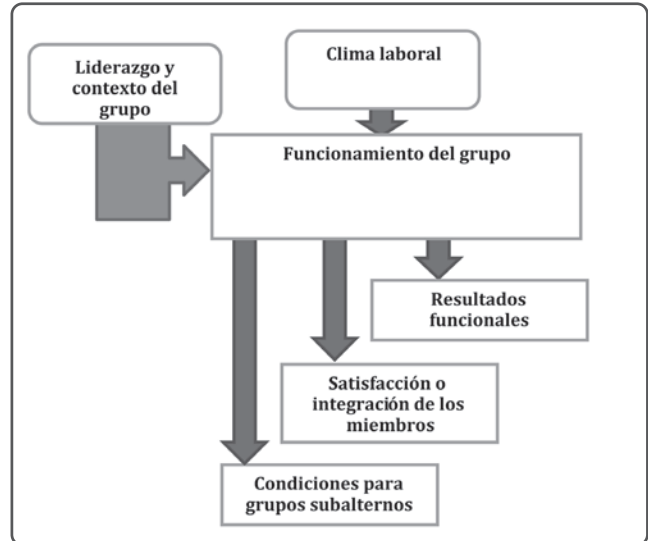 Liderazgo y
contexto del
grupo
Clima laboral
Funcionamiento del grupo
Resultados
funcionales
Satisfacción o
integración de los
miembros
Condiciones para
grupos subalternos